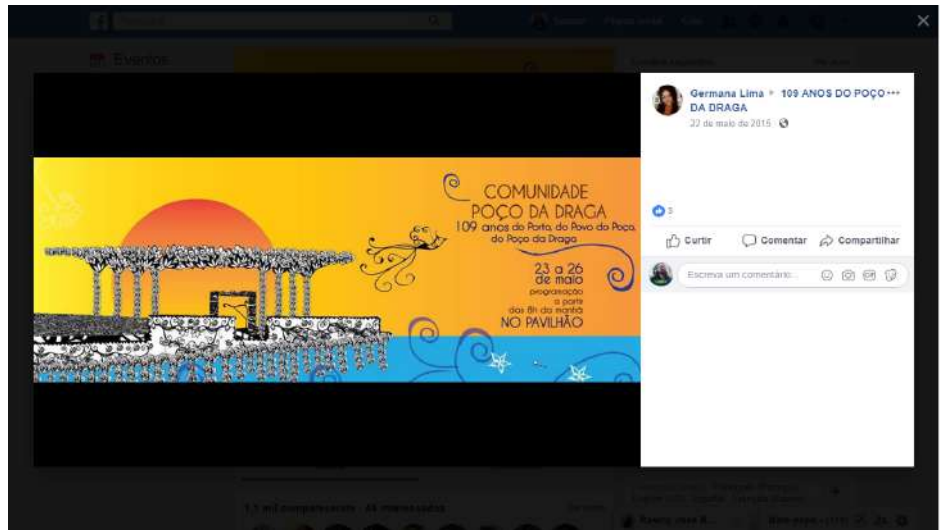 Eventos
COMUNIDADE
POÇO DA DRAGA
109 anos do Porto, do Povo do Poço,
do Poço da Draga
23 a 26
de maio
programação
a partir
das 8h da manhã
NO PAVILHÃO
Germana Lima ▸ 109 ANOS DO POÇO ···
DA DRAGA
22 de maio de 2015
3
Curtir
Comentar
Compartilhar
Escreva um comentário...